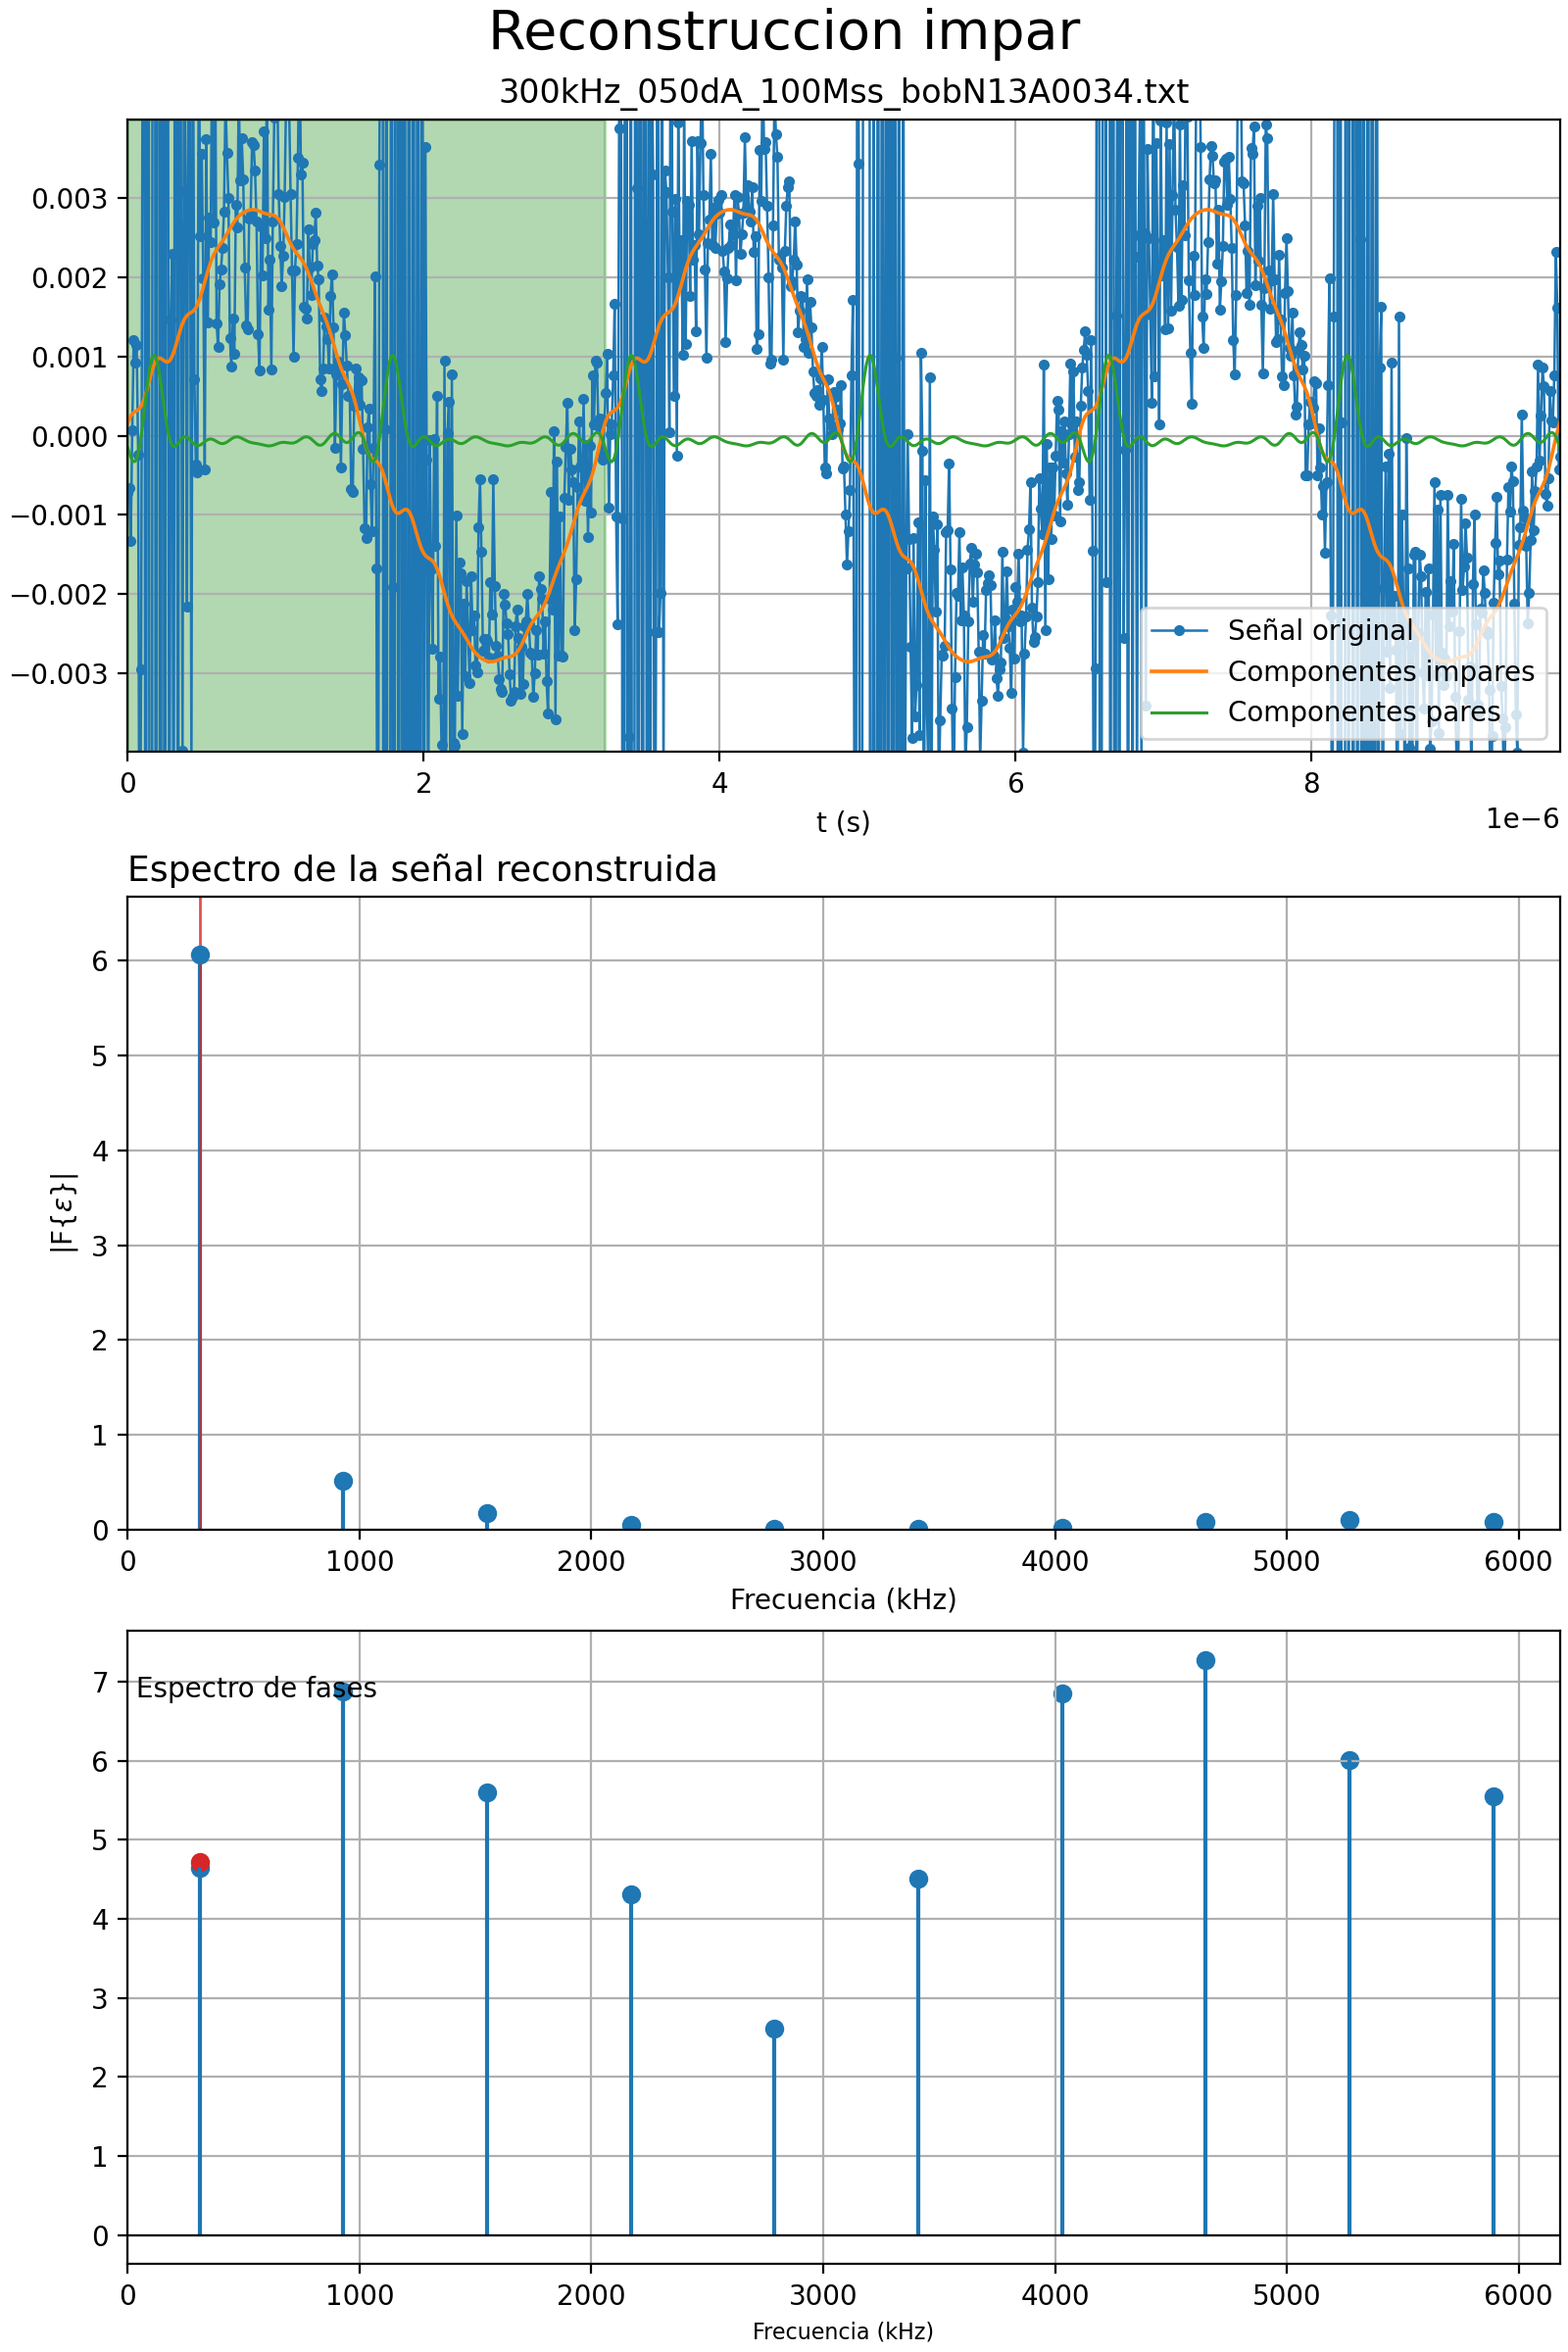 Reconstruccion impar
300kHz_050dA_100Mss_bobN13A0034.txt
0.003
0.002
0.001
0.000
−0.001
−0.002
−0.003
Señal original
Componentes impares
Componentes pares
0 2 4 6 8
t (s)
1e−6
Espectro de la señal reconstruida
6
5
4
3
2
1
0
|F{ε}|
0 1000 2000 3000 4000 5000 6000
Frecuencia (kHz)
7
Espectro de fases
6
5
4
3
2
1
0
0 1000 2000 3000 4000 5000 6000
Frecuencia (kHz)